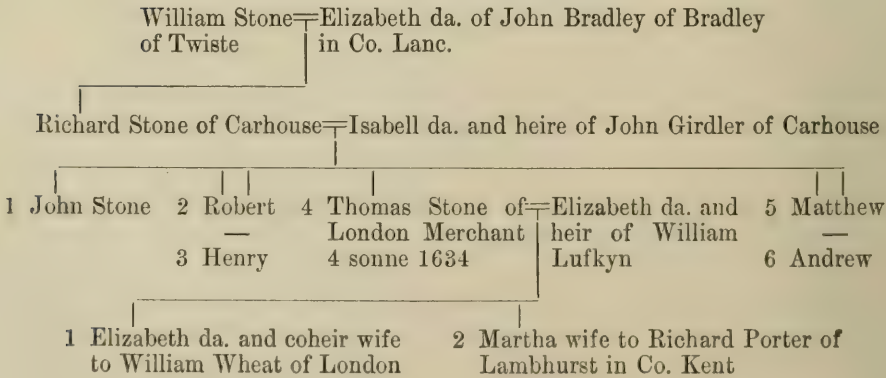 William Stone=Elizabeth da. of John Bradley of Bradley
of Twiste in Co. Lanc.
Richard Stone of Carhouse=Isabell da. and heire of John Girdler of Carhouse
1 John Stone 2 Robert 4 Thomas Stone of=Elizabeth da. and 5 Matthew
— London Merchant heir of William —
3 Henry 4 sonne 1634 Lufkyn 6 Andrew
1 Elizabeth da. and coheir wife 2 Martha wife to Richard Porter of
to William Wheat of London Lambhurst in Co. Kent